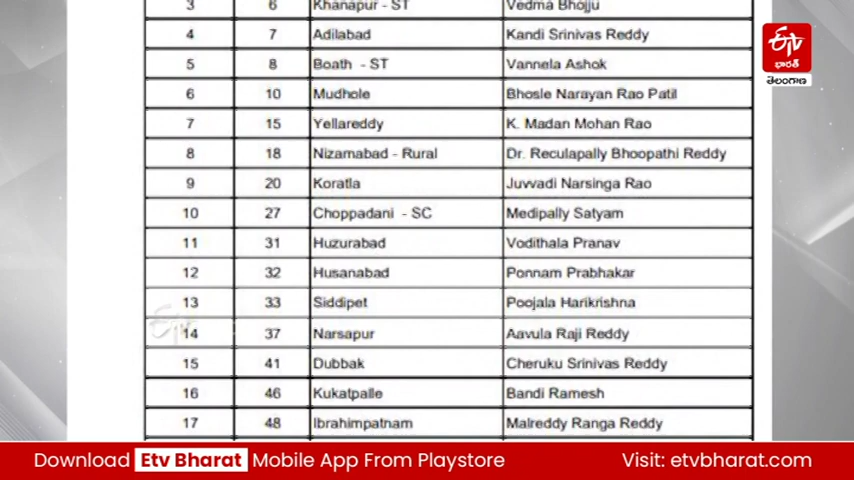 3 6 Khanapur - ST Vedma Bhojju
4 7 Adilabad Kandi Srinivas Reddy
5 8 Boath - ST Vannela Ashok
6 10 Mudhole Bhosle Narayan Rao Patil
7 15 Yellareddy K. Madan Mohan Rao
8 18 Nizamabad - Rural Dr. Reculapally Bhoopathi Reddy
9 20 Koratla Juvvadi Narsinga Rao
10 27 Choppadani - SC Medipally Satyam
11 31 Huzurabad Vodithala Pranav
12 32 Husanabad Ponnam Prabhakar
13 33 Siddipet Poojala Harikrishna
14 37 Narsapur Aavula Raji Reddy
15 41 Dubbak Cheruku Srinivas Reddy
16 46 Kukatpalle Bandi Ramesh
17 48 Ibrahimpatnam Malreddy Ranga Reddy
ETV
భారత్
తెలంగాణ
ETV
Download Etv Bharat Mobile App From Playstore
Visit: etvbharat.com